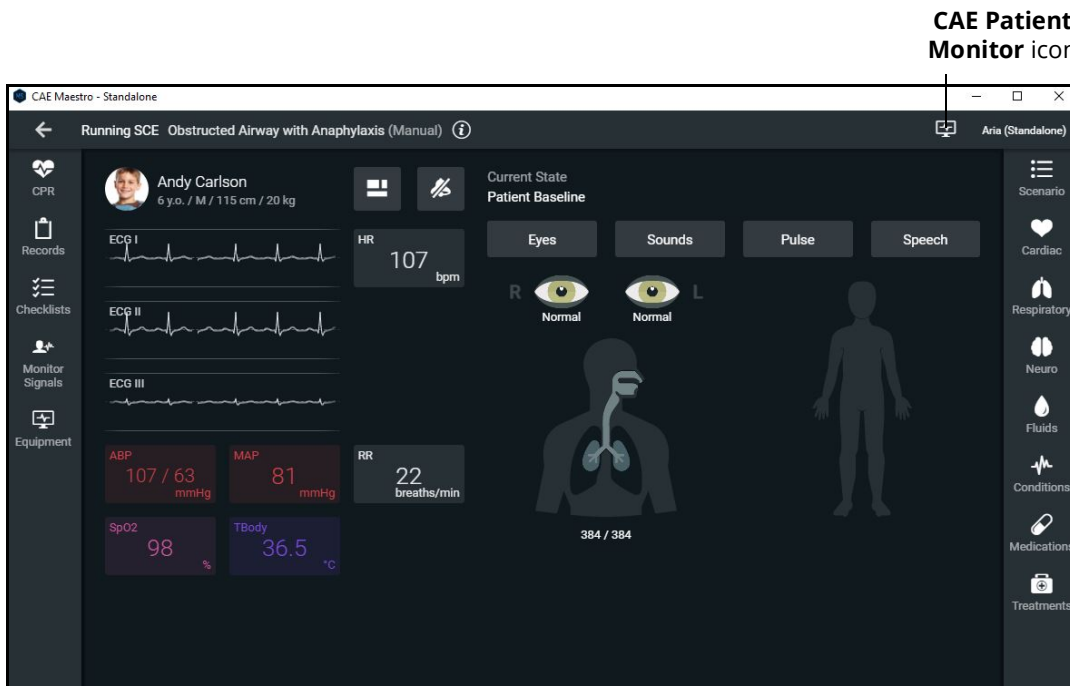 CAE Patient
Monitor icon
CAE Maestro - Standalone
Running SCE Obstructed Airway with Anaphylaxis (Manual) i
Aria (Standalone)
CPR
Records
Checklists
Monitor
Signals
Equipment
Andy Carlson
6 y.o. / M / 115 cm / 20 kg
ECG I
ECG II
ECG III
HR
107
bpm
ABP
107 / 63
mmHg
MAP
81
mmHg
RR
22
breaths/min
SpO2
98
%
TBody
36.5
°C
Current State
Patient Baseline
Eyes
Sounds
Pulse
Speech
R
L
Normal
Normal
384 / 384
Scenario
Cardiac
Respiratory
Neuro
Fluids
Conditions
Medications
Treatments